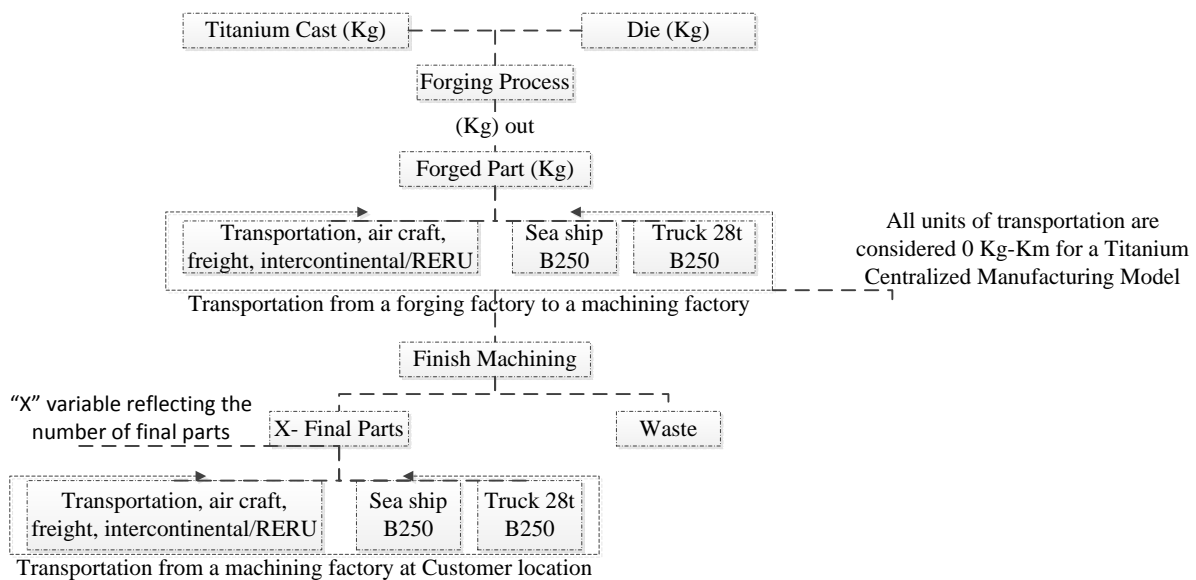 Titanium Cast (Kg)
Die (Kg)
Forging Process
(Kg) out
Forged Part (Kg)
Transportation, air craft,
freight, intercontinental/RERU
Sea ship
B250
Truck 28t
B250
All units of transportation are
considered 0 Kg-Km for a Titanium
Centralized Manufacturing Model
Transportation from a forging factory to a machining factory
Finish Machining
“X” variable reflecting the
number of final parts
X- Final Parts
Waste
Transportation, air craft,
freight, intercontinental/RERU
Sea ship
B250
Truck 28t
B250
Transportation from a machining factory at Customer location